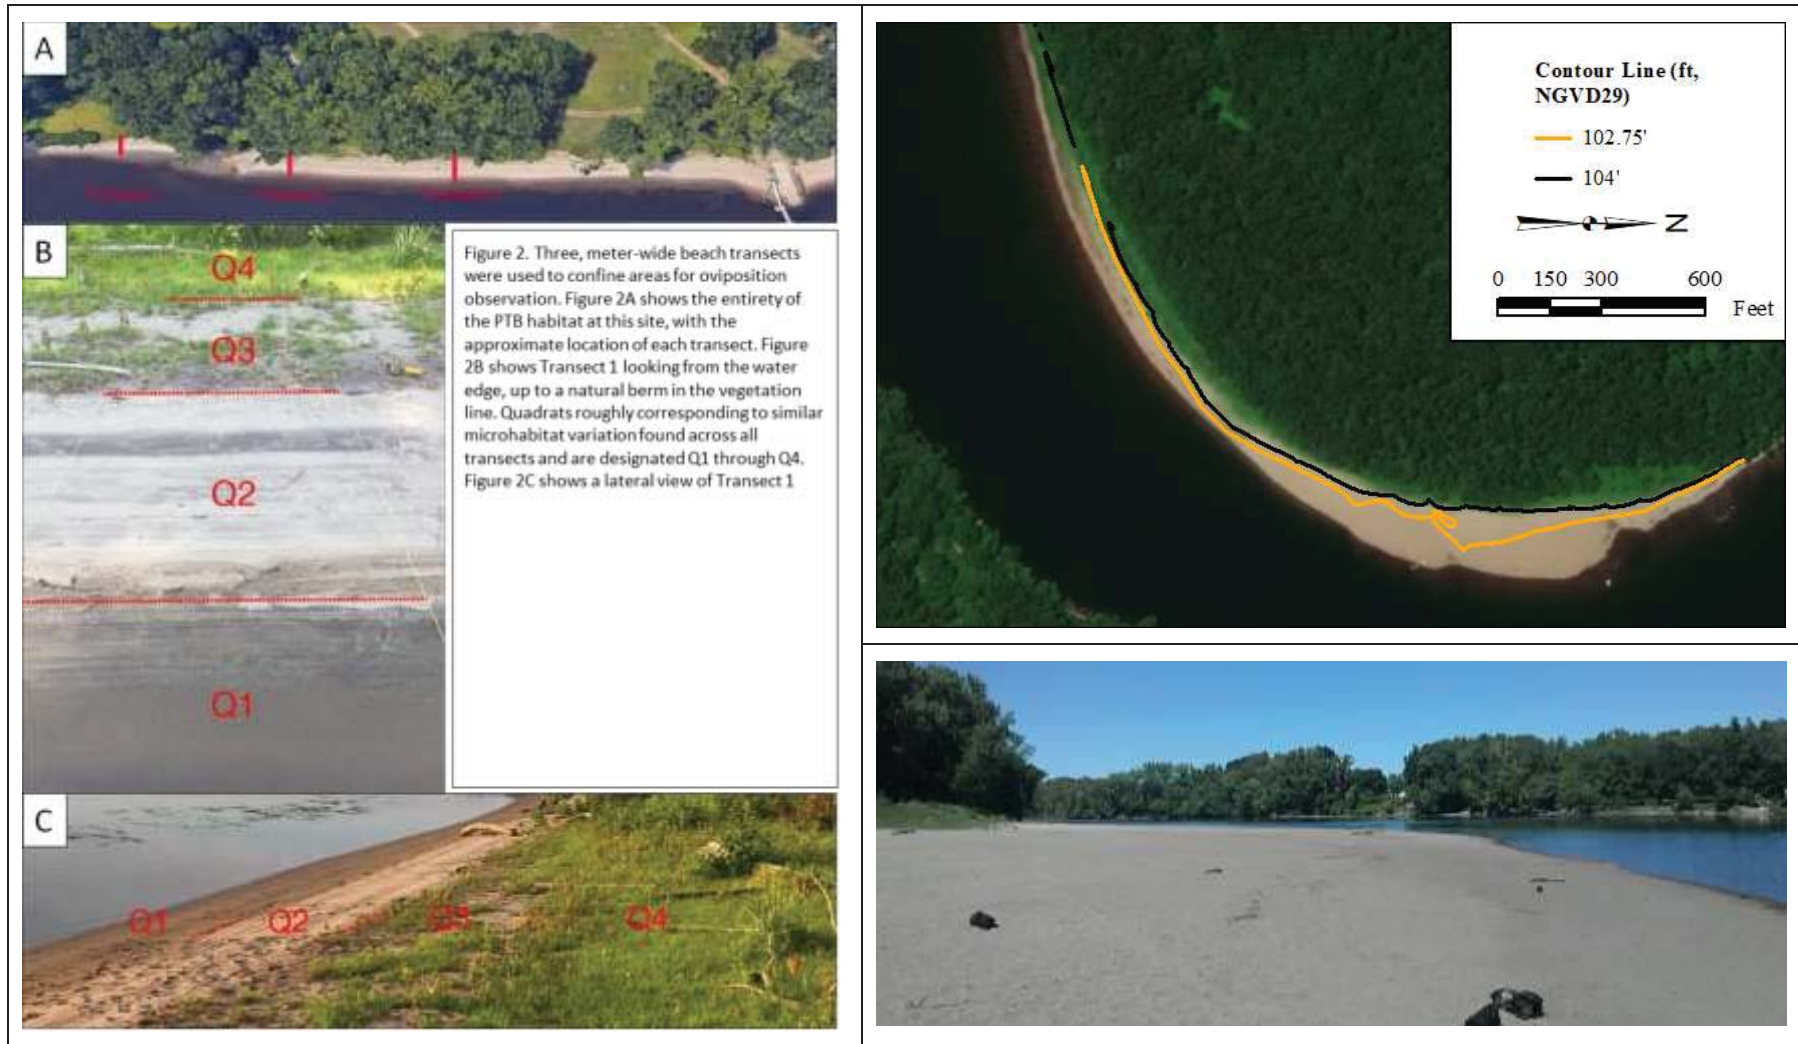 A
B
Q4
Q3
Q2
Q1
Figure 2. Three, meter-wide beach transects
were used to confine areas for oviposition
observation. Figure 2A shows the entirety of
the PTB habitat at this site, with the
approximate location of each transect. Figure
2B shows Transect 1 looking from the water
edge, up to a natural berm in the vegetation
line. Quadrats roughly corresponding to similar
microhabitat variation found across all
transects and are designated Q1 through Q4.
Figure 2C shows a lateral view of Transect 1
C
Q1 Q2 Q3 Q4
Contour Line (ft,
NGVD29)
102.75'
104'
N
0 150 300 600
Feet